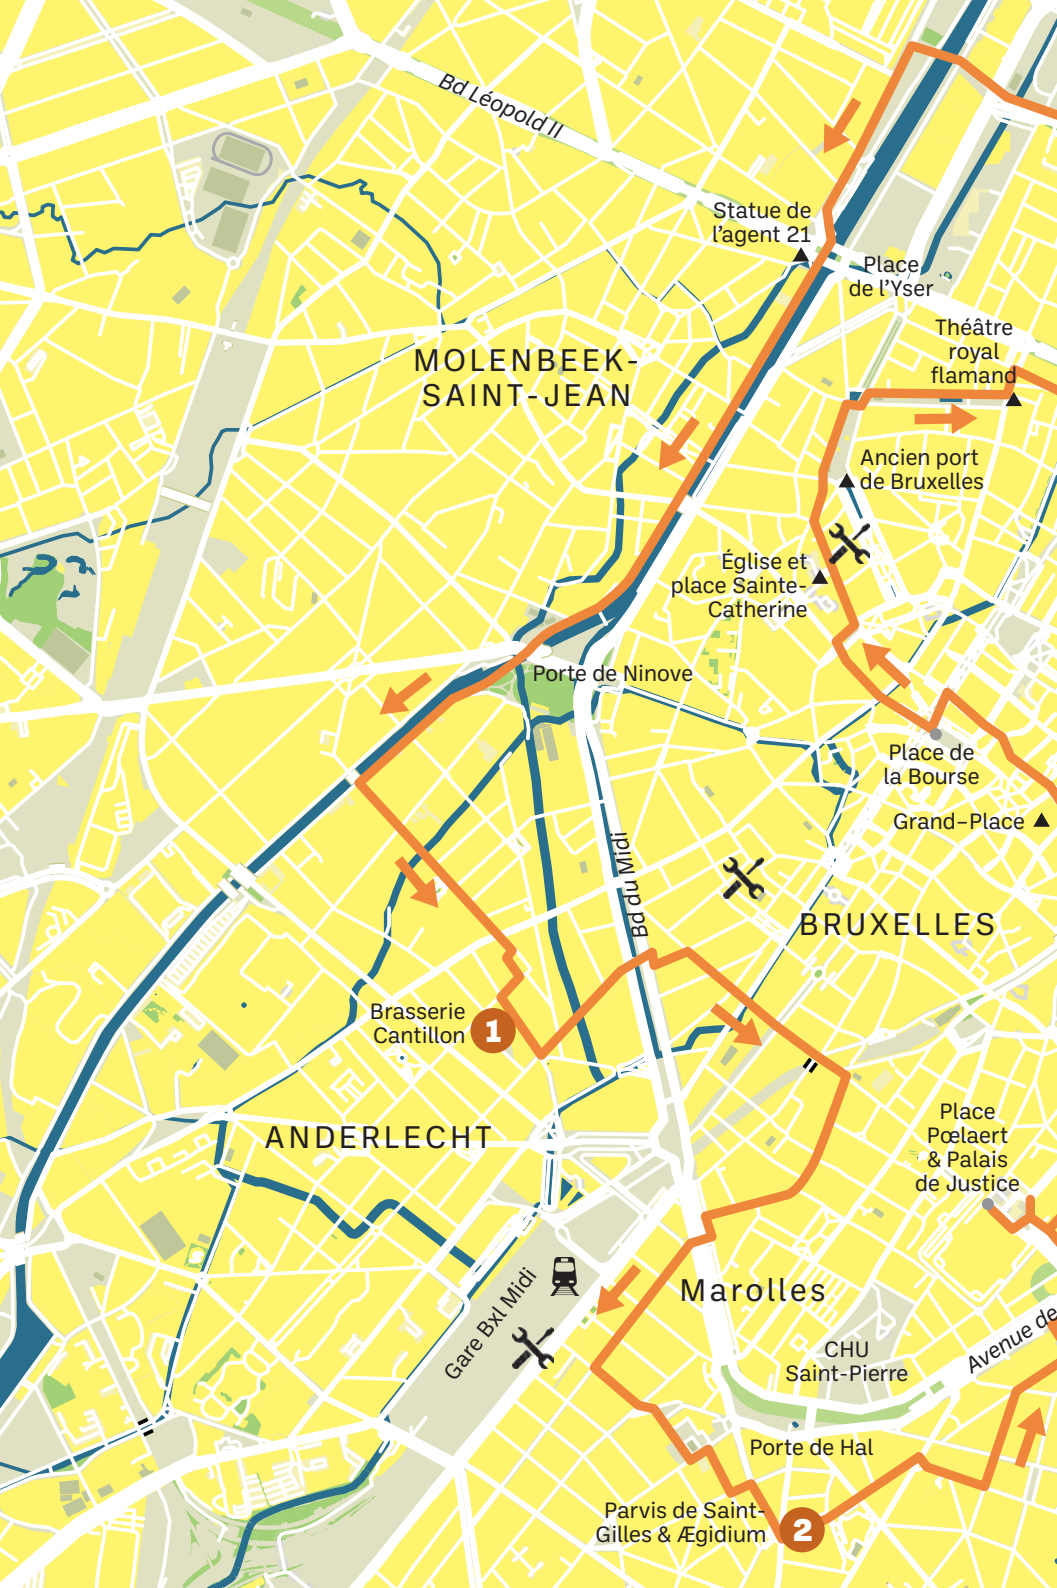 Bd Léopold II
Statue de
l'agent 21
Place
de l'Yser
Théâtre
royal
flamand
MOLENBEEK-
SAINT-JEAN
Ancien port
de Bruxelles
Église et
place Sainte-
Catherine
Porte de Ninove
Place de
la Bourse
Grand-Place
Bd du Midi
BRUXELLES
Brasserie
Cantillon
1
ANDERLECHT
Place
Pœlaert
& Palais
de Justice
Gare Bxl Midi
Marolles
CHU
Saint-Pierre
Avenue de
Porte de Hal
Parvis de Saint-
Gilles & Ægidium
2